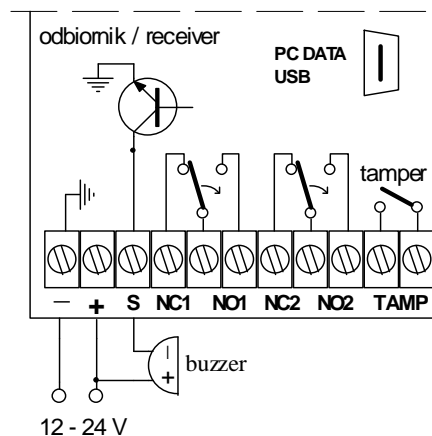 odbiornik / receiver
PC DATA
USB
tamper
− + S NC1 NO1 NC2 NO2 TAMP
− + buzzer
12 - 24 V